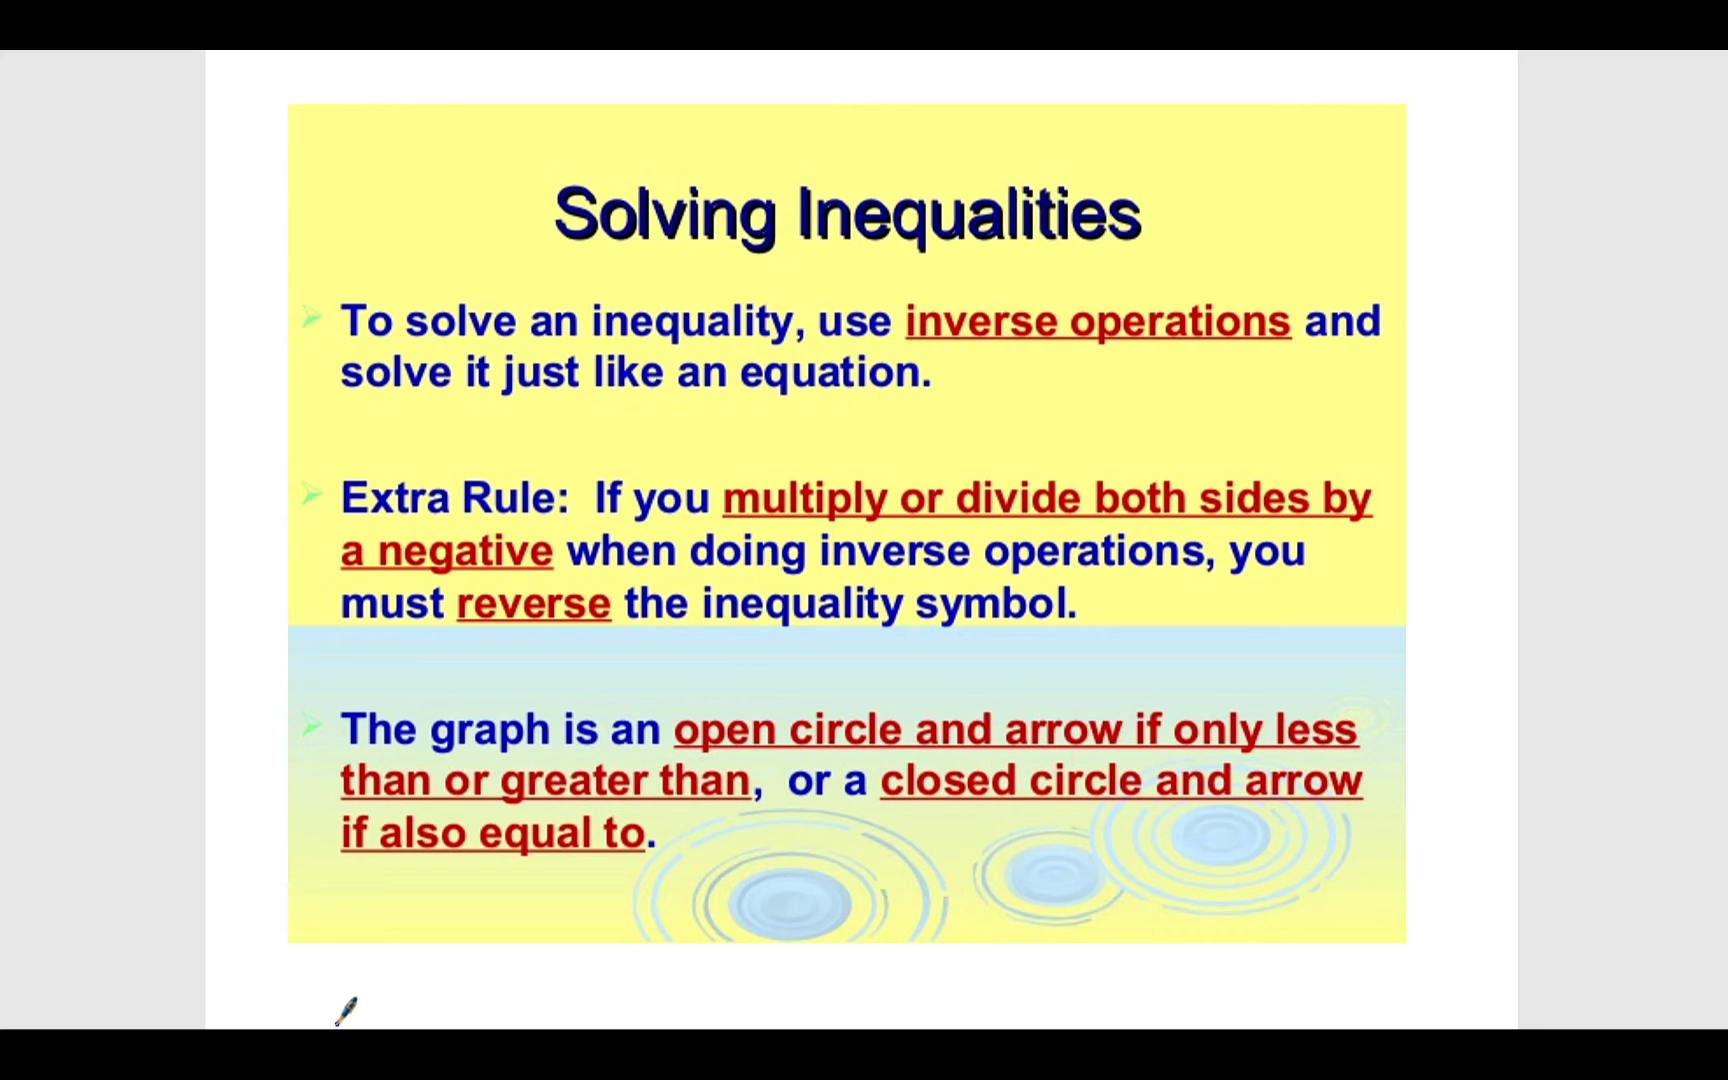 Solving Inequalities
To solve an inequality, use inverse operations and
solve it just like an equation.
Extra Rule: If you multiply or divide both sides by
a negative when doing inverse operations, you
must reverse the inequality symbol.
The graph is an open circle and arrow if only less
than or greater than, or a closed circle and arrow
if also equal to.